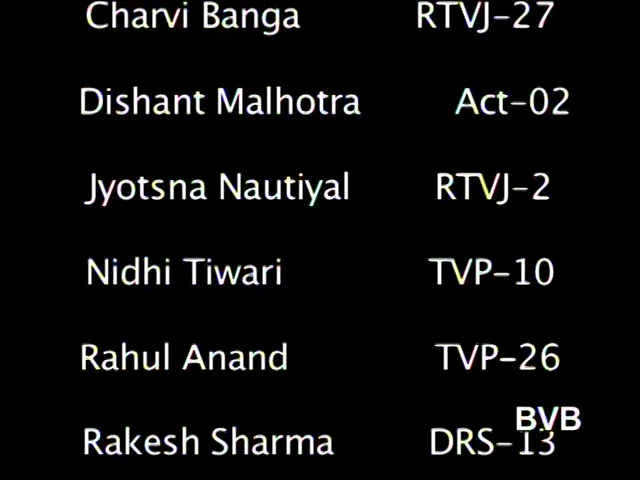 Charvi Banga RTVJ-27
Dishant Malhotra Act-02
Jyotsna Nautiyal RTVJ-2
Nidhi Tiwari TVP-10
Rahul Anand TVP-26
BVB
Rakesh Sharma DRS-13